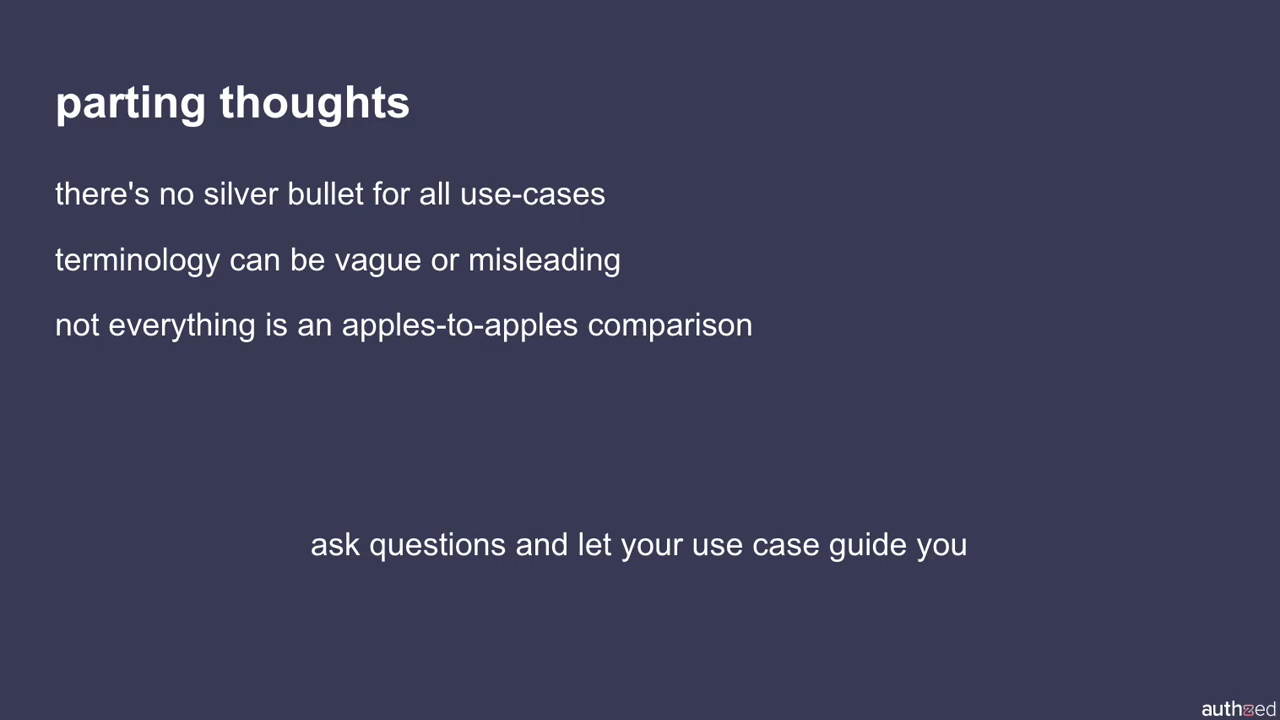 parting thoughts
there's no silver bullet for all use-cases
terminology can be vague or misleading
not everything is an apples-to-apples comparison
ask questions and let your use case guide you
authzed